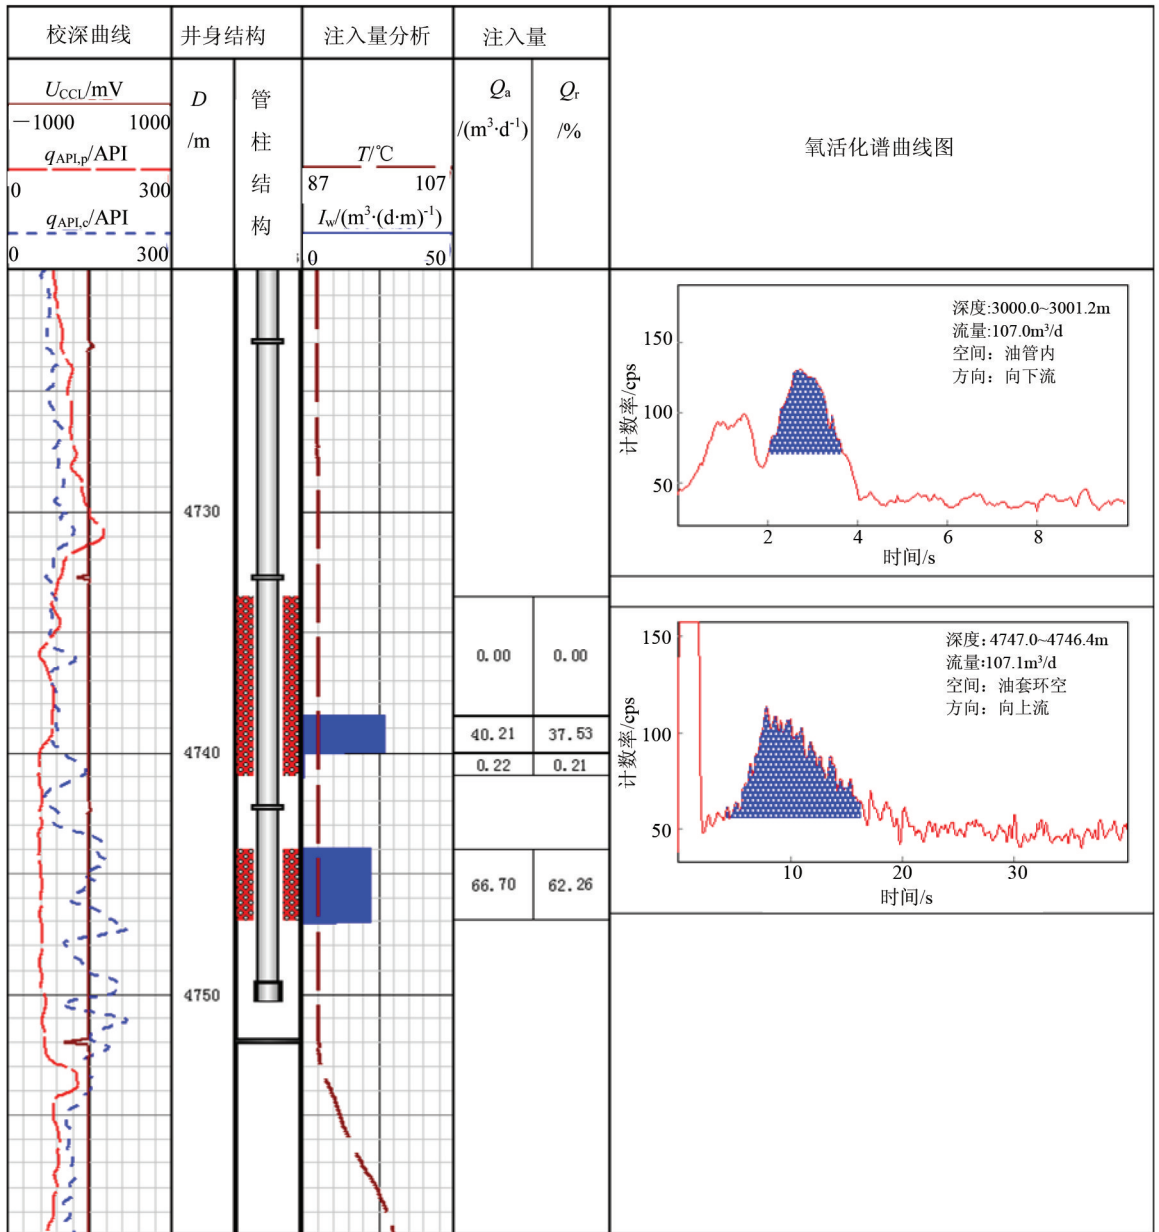 校深曲线
井身结构
注入量分析
注入量
U_CCL/mV
−1000 1000
q_API,p/API
0 300
q_API,c/API
0 300
D
/m
管
柱
结
构
T/℃
87 107
I_w/(m³·(d·m)⁻¹)
0 50
Q_a
/(m³·d⁻¹)
Q_r
/%
氧活化谱曲线图
4730
4740
4750
0.00 0.00
40.21 37.53
0.22 0.21
66.70 62.26
深度:3000.0~3001.2m
流量:107.0m³/d
空间：油管内
方向：向下流
计数率/cps
150
100
50
2 4 6 8
时间/s
深度:4747.0~4746.4m
流量:107.1m³/d
空间：油套环空
方向：向上流
计数率/cps
150
100
50
10 20 30
时间/s